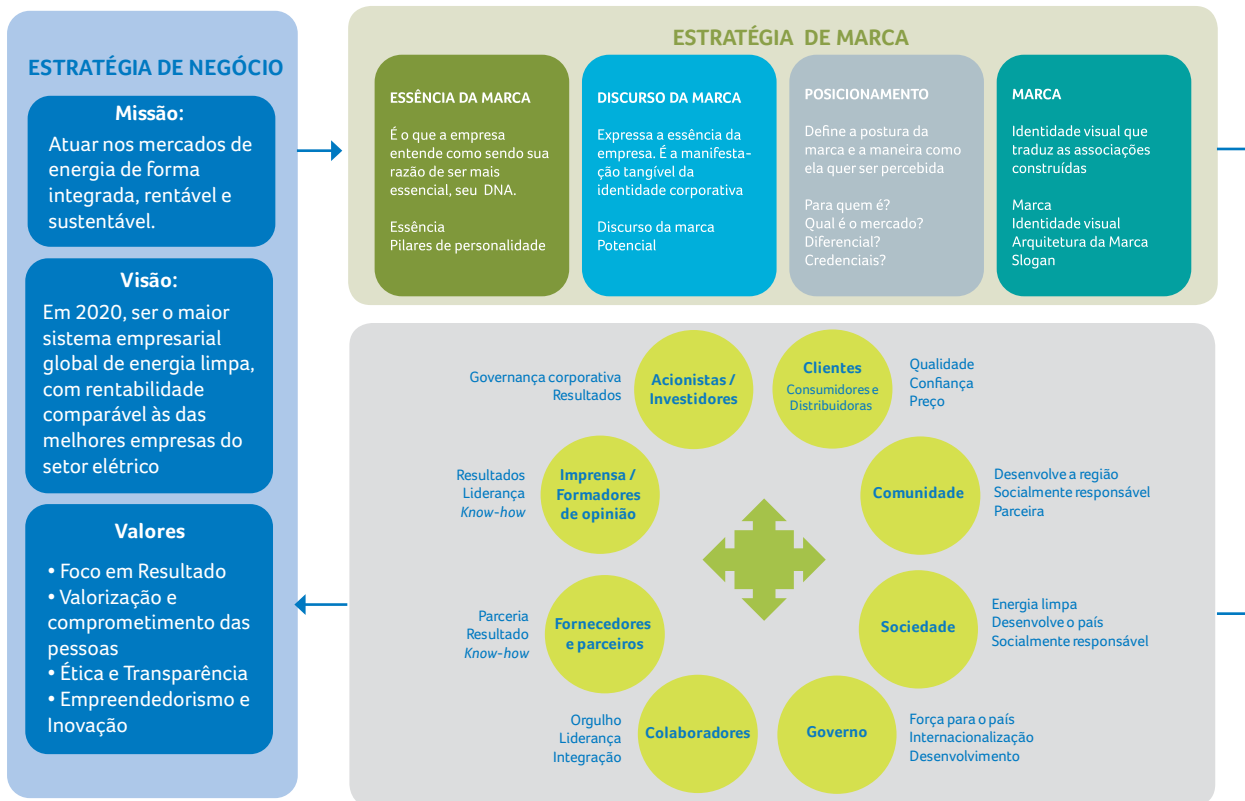 ESTRATÉGIA DE NEGÓCIO
Missão:
Atuar nos mercados de
energia de forma
integrada, rentável e
sustentável.
Visão:
Em 2020, ser o maior
sistema empresarial
global de energia limpa,
com rentabilidade
comparável às das
melhores empresas do
setor elétrico
Valores
• Foco em Resultado
• Valorização e
comprometimento das
pessoas
• Ética e Transparência
• Empreendedorismo e
Inovação
ESTRATÉGIA DE MARCA
ESSÊNCIA DA MARCA
É o que a empresa
entende como sendo sua
razão de ser mais
essencial, seu DNA.
Essência
Pilares de personalidade
DISCURSO DA MARCA
Expressa a essência da
empresa. É a manifesta-
ção tangível da
identidade corporativa
Discurso da marca
Potencial
POSICIONAMENTO
Define a postura da
marca e a maneira como
ela quer ser percebida
Para quem é?
Qual é o mercado?
Diferencial?
Credenciais?
MARCA
Identidade visual que
traduz as associações
construídas
Marca
Identidade visual
Arquitetura da Marca
Slogan
Governança corporativa
Resultados
Acionistas /
Investidores
Clientes
Consumidores e
Distribuidoras
Qualidade
Confiança
Preço
Resultados
Liderança
Know-how
Imprensa /
Formadores
de opinião
Comunidade
Desenvolve a região
Socialmente responsável
Parceira
Parceria
Resultado
Know-how
Fornecedores
e parceiros
Sociedade
Energia limpa
Desenvolve o país
Socialmente responsável
Orgulho
Liderança
Integração
Colaboradores
Governo
Força para o país
Internacionalização
Desenvolvimento